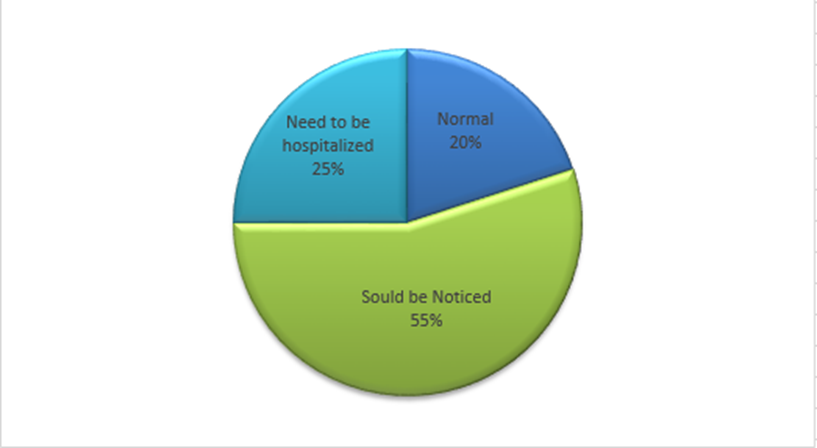 Need to be
hospitalized
25%
Normal
20%
Sould be Noticed
55%